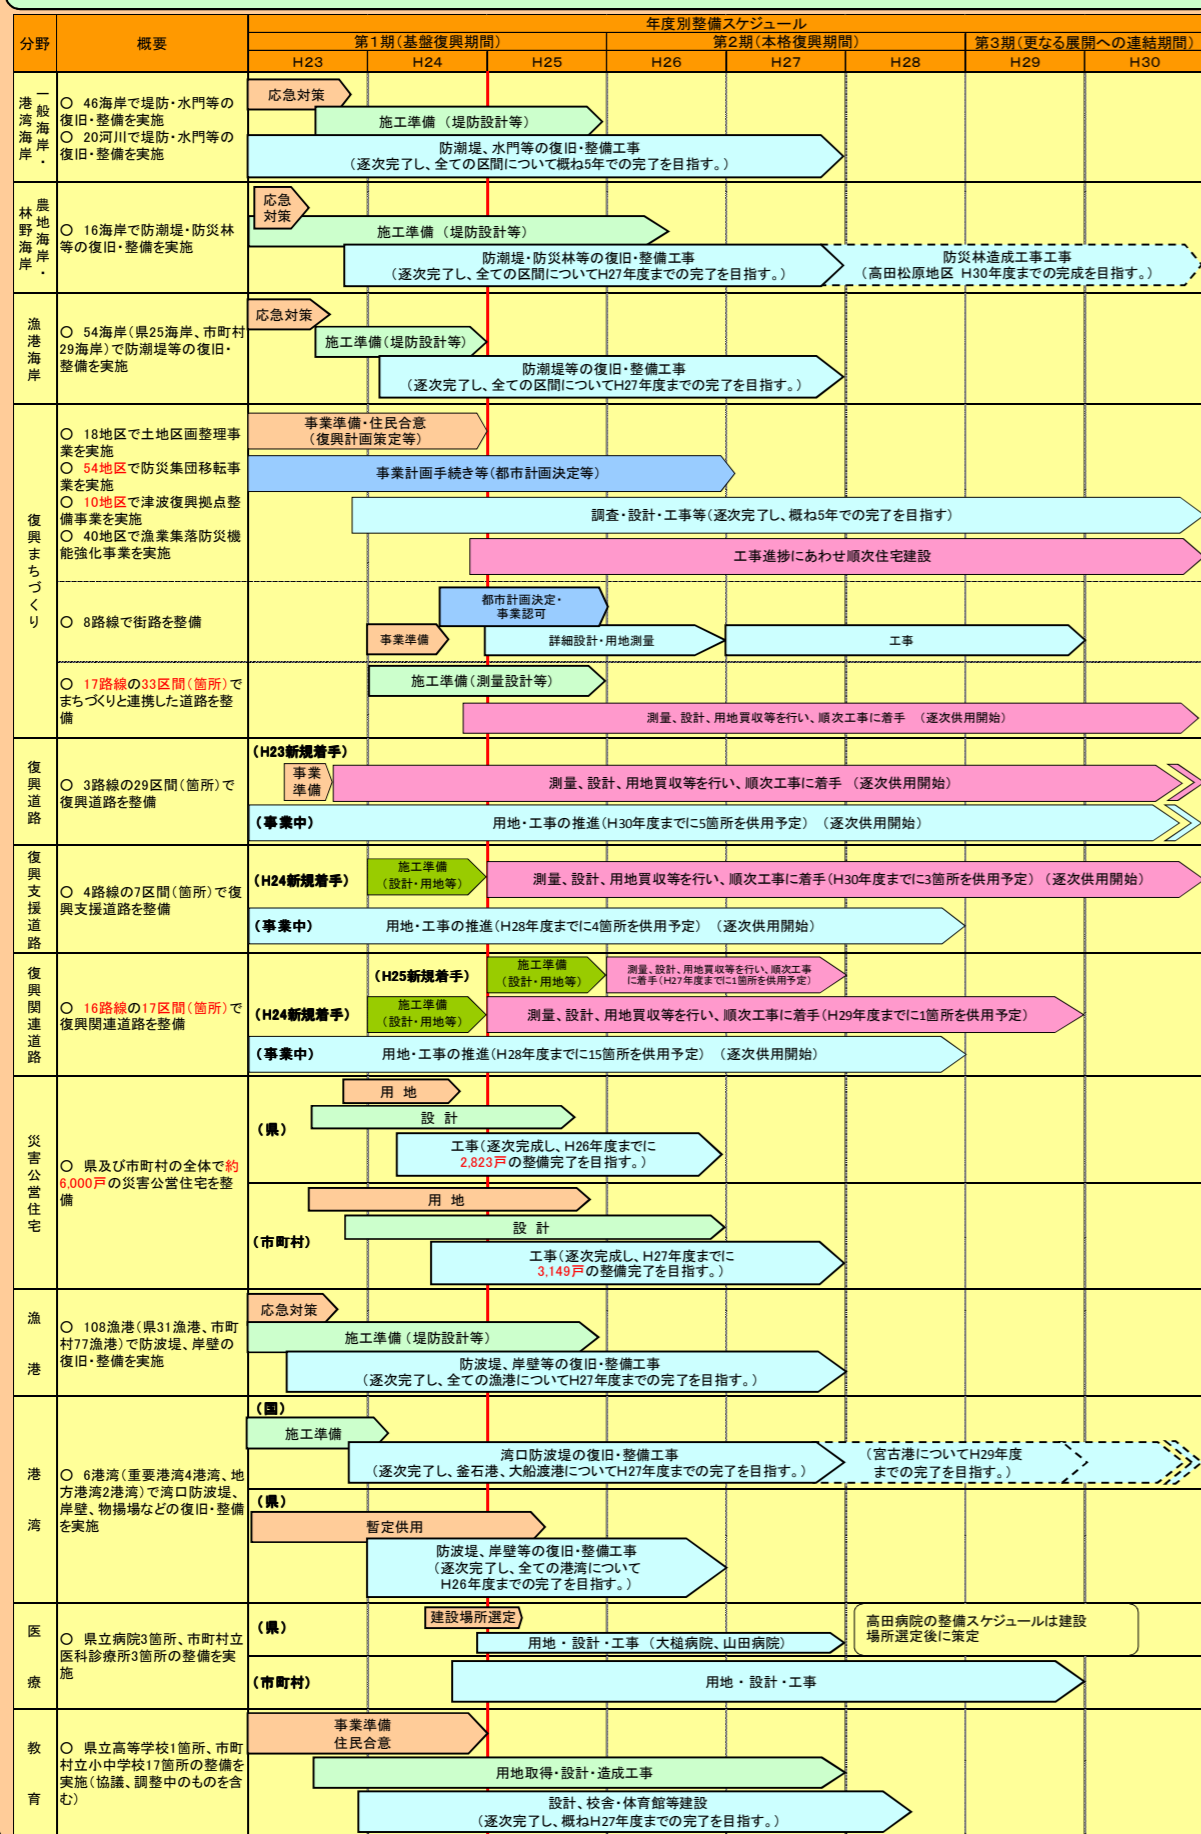 年度別整備スケジュール
分野
概要
第1期(基盤復興期間)
第2期(本格復興期間)
第3期(更なる展開への連結期間)
H23
H24
H25
H26
H27
H28
H29
H30
一般海岸・港湾海岸
○ 46海岸で堤防・水門等の
復旧・整備を実施
○ 20河川で堤防・水門等の
復旧・整備を実施
応急対策
施工準備 (堤防設計等)
防潮堤、水門等の復旧・整備工事
(逐次完了し、全ての区間について概ね5年での完了を目指す。)
農地海岸・林野海岸
○ 16海岸で防潮堤・防災林
等の復旧・整備を実施
応急
対策
施工準備 (堤防設計等)
防潮堤・防災林等の復旧・整備工事
(逐次完了し、全ての区間についてH27年度までの完了を目指す。)
防災林造成工事工事
(高田松原地区 H30年度までの完成を目指す。)
漁港海岸
○ 54海岸(県25海岸、市町村
29海岸)で防潮堤等の復旧・
整備を実施
応急対策
施工準備(堤防設計等)
防潮堤等の復旧・整備工事
(逐次完了し、全ての区間についてH27年度までの完了を目指す。)
復興まちづくり
○ 18地区で土地区画整理事
業を実施
○ 54地区で防災集団移転事
業を実施
○ 10地区で津波復興拠点整
備事業を実施
○ 40地区で漁業集落防災機
能強化事業を実施
事業準備・住民合意
(復興計画策定等)
事業計画手続き等(都市計画決定等)
調査・設計・工事等(逐次完了し、概ね5年での完了を目指す)
工事進捗にあわせ順次住宅建設
○ 8路線で街路を整備
都市計画決定・
事業認可
事業準備
詳細設計・用地測量
工事
○ 17路線の33区間(箇所)で
まちづくりと連携した道路を整
備
施工準備(測量設計等)
測量、設計、用地買収等を行い、順次工事に着手 (逐次供用開始)
復興道路
○ 3路線の29区間(箇所)で
復興道路を整備
(H23新規着手)
事業
準備
測量、設計、用地買収等を行い、順次工事に着手 (逐次供用開始)
(事業中)
用地・工事の推進(H30年度までに5箇所を供用予定) (逐次供用開始)
復興支援道路
○ 4路線の7区間(箇所)で復
興支援道路を整備
(H24新規着手)
施工準備
(設計・用地等)
測量、設計、用地買収等を行い、順次工事に着手(H30年度までに3箇所を供用予定) (逐次供用開始)
(事業中)
用地・工事の推進(H28年度までに4箇所を供用予定) (逐次供用開始)
復興関連道路
○ 16路線の17区間(箇所)で
復興関連道路を整備
(H25新規着手)
施工準備
(設計・用地等)
測量、設計、用地買収等を行い、順次工事
に着手(H27年度までに1箇所を供用予定)
(H24新規着手)
施工準備
(設計・用地等)
測量、設計、用地買収等を行い、順次工事に着手(H29年度までに1箇所を供用予定)
(事業中)
用地・工事の推進(H28年度までに15箇所を供用予定) (逐次供用開始)
災害公営住宅
○ 県及び市町村の全体で約
6,000戸の災害公営住宅を整
備
(県)
用 地
設 計
工事(逐次完成し、H26年度までに
2,823戸の整備完了を目指す。)
(市町村)
用 地
設 計
工事(逐次完成し、H27年度までに
3,149戸の整備完了を目指す。)
漁港
○ 108漁港(県31漁港、市町
村77漁港)で防波堤、岸壁の
復旧・整備を実施
応急対策
施工準備(堤防設計等)
防波堤、岸壁等の復旧・整備工事
(逐次完了し、全ての漁港についてH27年度までの完了を目指す。)
港湾
○ 6港湾(重要港湾4港湾、地
方港湾2港湾)で湾口防波堤、
岸壁、物揚場などの復旧・整備
を実施
(国)
施工準備
湾口防波堤の復旧・整備工事
(逐次完了し、釜石港、大船渡港についてH27年度までの完了を目指す。)
(宮古港についてH29年度
までの完了を目指す。)
(県)
暫定供用
防波堤、岸壁等の復旧・整備工事
(逐次完了し、全ての港湾について
H26年度までの完了を目指す。)
医療
○ 県立病院3箇所、市町村立
医科診療所3箇所の整備を実
施
(県)
建設場所選定
用地・設計・工事 (大槌病院、山田病院)
高田病院の整備スケジュールは建設
場所選定後に策定
(市町村)
用地・設計・工事
教育
○ 県立高等学校1箇所、市町
村立小中学校17箇所の整備を
実施(協議、調整中のものを含
む)
事業準備
住民合意
用地取得・設計・造成工事
設計、校舎・体育館等建設
(逐次完了し、概ねH27年度までの完了を目指す。)